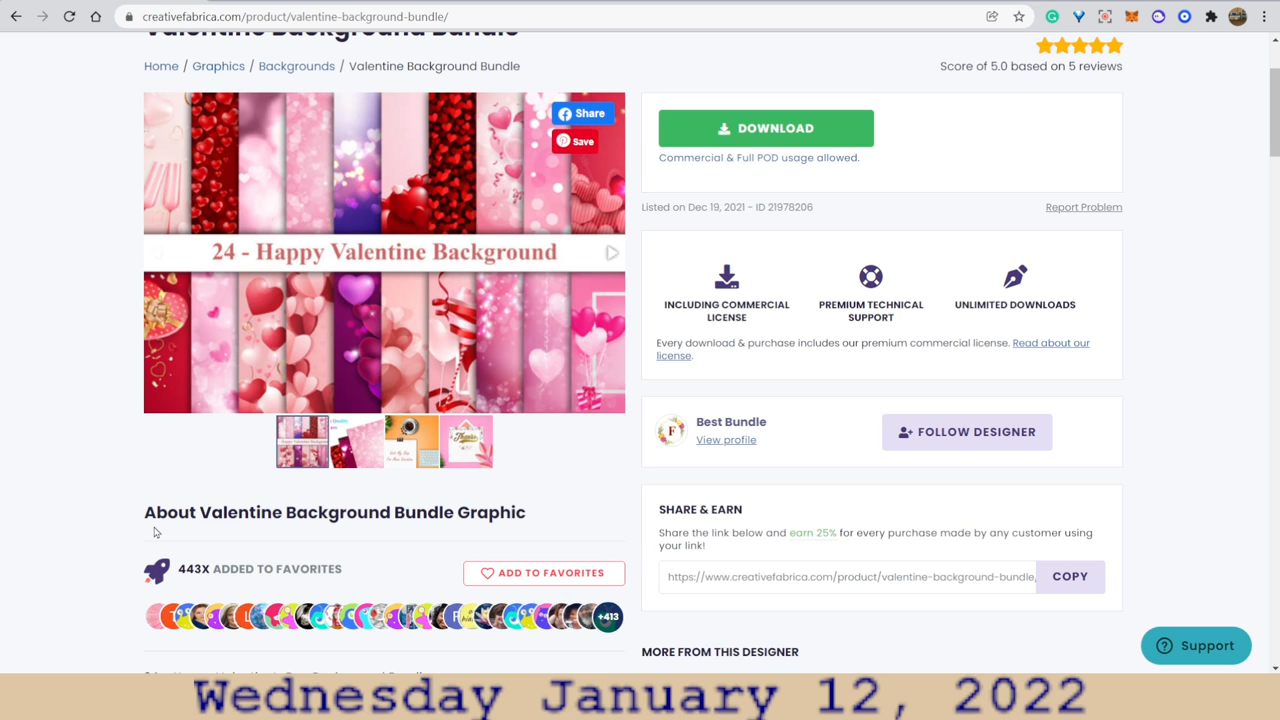 creativefabrica.com/product/valentine-background-bundle/
Valentine Background Bundle
Home / Graphics / Backgrounds / Valentine Background Bundle
Score of 5.0 based on 5 reviews
Share
Save
24 - Happy Valentine Background
DOWNLOAD
Commercial & Full POD usage allowed.
Listed on Dec 19, 2021 - ID 21978206
Report Problem
INCLUDING COMMERCIAL
LICENSE
PREMIUM TECHNICAL
SUPPORT
UNLIMITED DOWNLOADS
Every download & purchase includes our premium commercial license. Read about our
license.
F
Best Bundle
View profile
FOLLOW DESIGNER
About Valentine Background Bundle Graphic
443X ADDED TO FAVORITES
ADD TO FAVORITES
+413
SHARE & EARN
Share the link below and earn 25% for every purchase made by any customer using
your link!
https://www.creativefabrica.com/product/valentine-background-bundle,
COPY
MORE FROM THIS DESIGNER
Support
Wednesday January 12, 2022